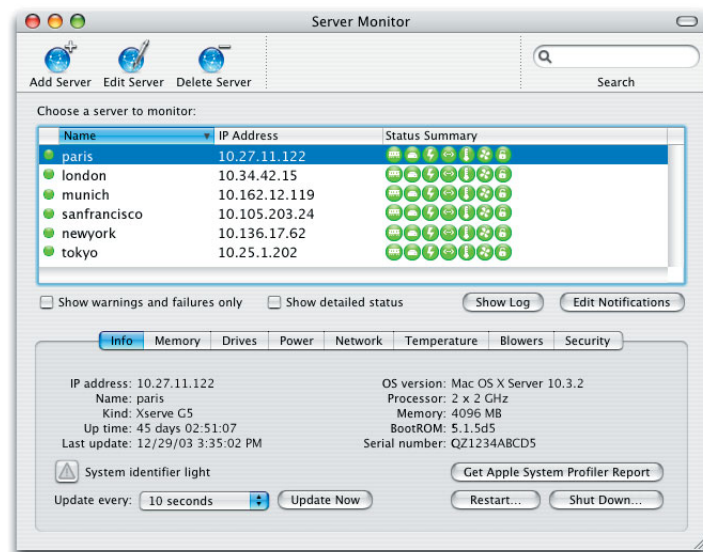 Server Monitor
Add Server Edit Server Delete Server Search
Choose a server to monitor:
Name IP Address Status Summary
paris 10.27.11.122
london 10.34.42.15
munich 10.162.12.119
sanfrancisco 10.105.203.24
newyork 10.136.17.62
tokyo 10.25.1.202
Show warnings and failures only Show detailed status Show Log Edit Notifications
Info Memory Drives Power Network Temperature Blowers Security
IP address: 10.27.11.122 OS version: Mac OS X Server 10.3.2
Name: paris Processor: 2 x 2 GHz
Kind: Xserve G5 Memory: 4096 MB
Up time: 45 days 02:51:07 BootROM: 5.1.5d5
Last update: 12/29/03 3:35:02 PM Serial number: QZ1234ABCD5
System identifier light Get Apple System Profiler Report
Update every: 10 seconds Update Now Restart... Shut Down...